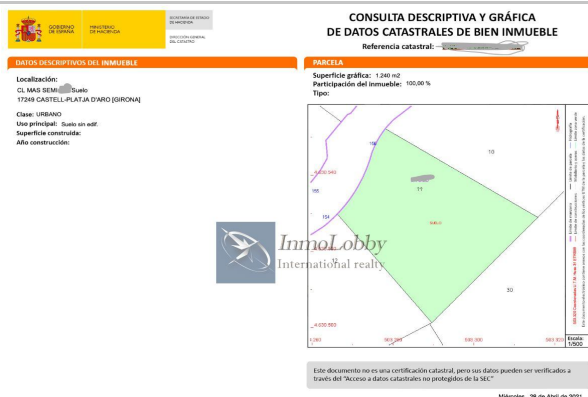 GOBIERNO
DE ESPAÑA
MINISTERIO
DE HACIENDA
SECRETARÍA DE ESTADO
DE HACIENDA
DIRECCIÓN GENERAL
DEL CATASTRO
CONSULTA DESCRIPTIVA Y GRÁFICA
DE DATOS CATASTRALES DE BIEN INMUEBLE
Referencia catastral:
DATOS DESCRIPTIVOS DEL INMUEBLE
Localización:
CL MAS SEMI Suelo
17249 CASTELL-PLATJA D'ARO [GIRONA]
Clase: URBANO
Uso principal: Suelo sin edif.
Superficie construida:
Año construcción:
PARCELA
Superficie gráfica: 1.240 m2
Participación del inmueble: 100,00 %
Tipo:
10
11
154
30
InmoLobby
International realty
Escala:
1/500
Este documento no es una certificación catastral, pero sus datos pueden ser verificados a
través del "Acceso a datos catastrales no protegidos de la SEC"
Miércoles, 28 de Abril de 2021